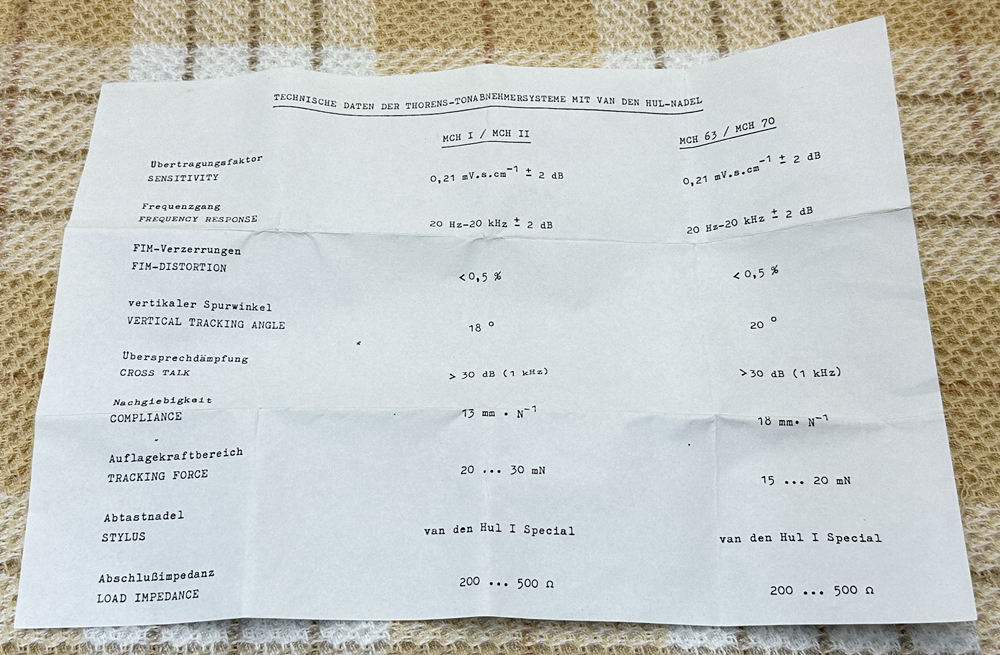 TECHNISCHE DATEN DER THORENS-TONABNEHMERSYSTEME MIT VAN DEN HUL-NADEL
MCH I / MCH II MCH 63 / MCH 70
Übertragungsfaktor
SENSITIVITY 0,21 mV.s.cm⁻¹ ± 2 dB 0,21 mV.s.cm⁻¹ ± 2 dB
Frequenzgang
FREQUENCY RESPONSE 20 Hz-20 kHz ± 2 dB 20 Hz-20 kHz ± 2 dB
FIM-Verzerrungen
FIM-DISTORTION <0,5 % <0,5 %
vertikaler Spurwinkel
VERTICAL TRACKING ANGLE 18 ° 20 °
Übersprechdämpfung
CROSS TALK > 30 dB (1 kHz) >30 dB (1 kHz)
Nachgiebigkeit
COMPLIANCE 13 mm • N⁻¹ 18 mm• N⁻¹
Auflagekraftbereich
TRACKING FORCE 20 ... 30 mN 15 ... 20 mN
Abtastnadel
STYLUS van den Hul I Special van den Hul I Special
Abschlußimpedanz
LOAD IMPEDANCE 200 ... 500 Ω 200 ... 500 Ω